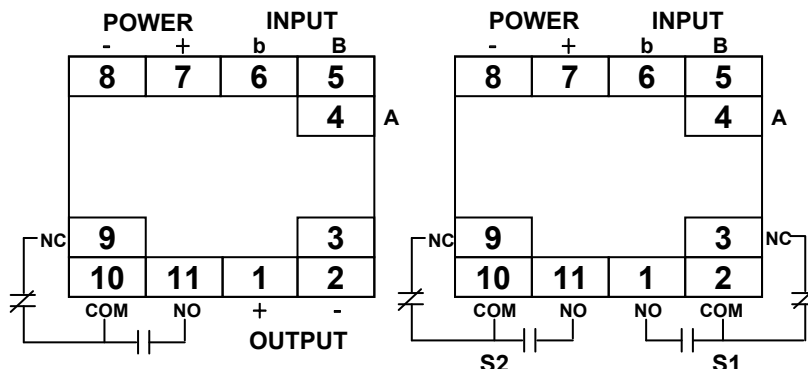 POWER INPUT POWER INPUT
- + b B - + b B
8 7 6 5 8 7 6 5
4 A 4 A
NC 9 3 NC 9 3 NC
10 11 1 2 10 11 1 2
COM NO + - COM NO NO COM
OUTPUT S2 S1